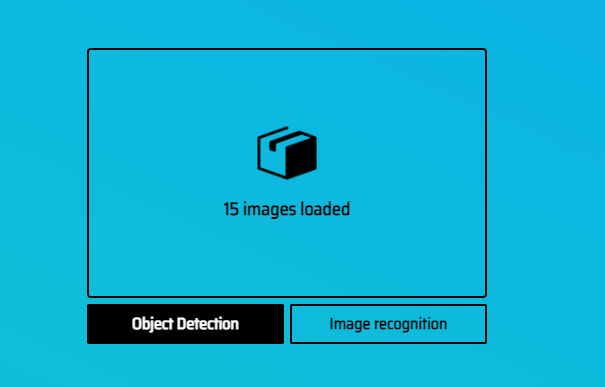 15 images loaded
Object Detection
Image recognition